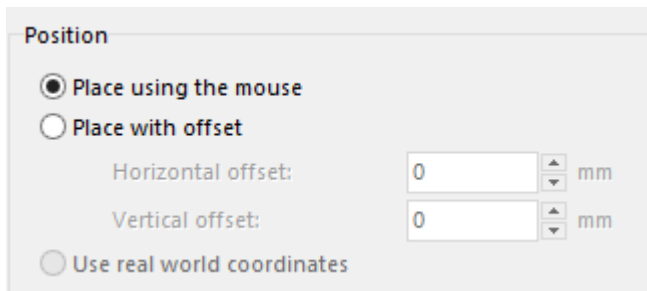 Position
Place using the mouse
Place with offset
Horizontal offset: 0 mm
Vertical offset: 0 mm
Use real world coordinates